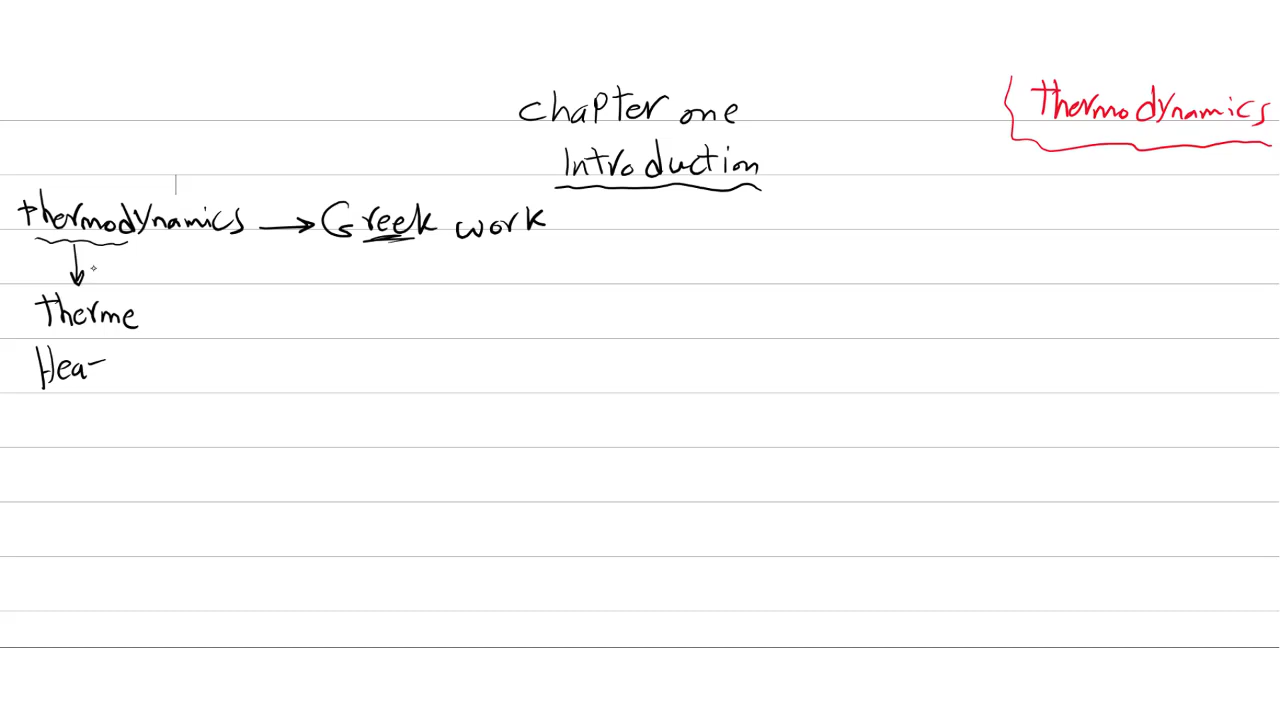 Chapter one
thermodynamics
Introduction
thermodynamics → Greek work
therme
Hea